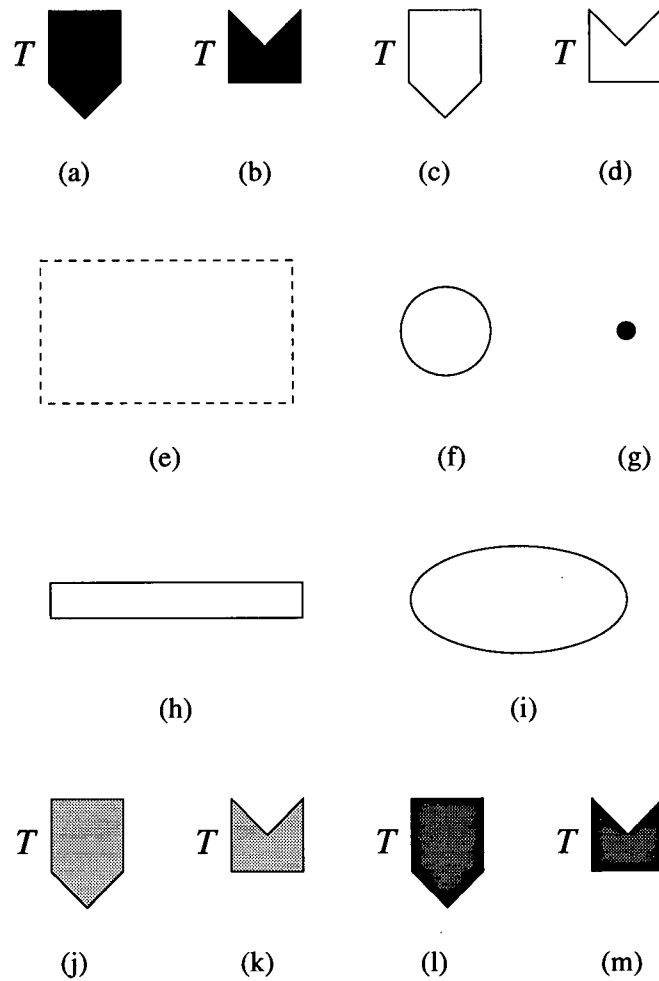 T T T T
(a) (b) (c) (d)
(e) (f) (g)
(h) (i)
T T T T
(j) (k) (l) (m)